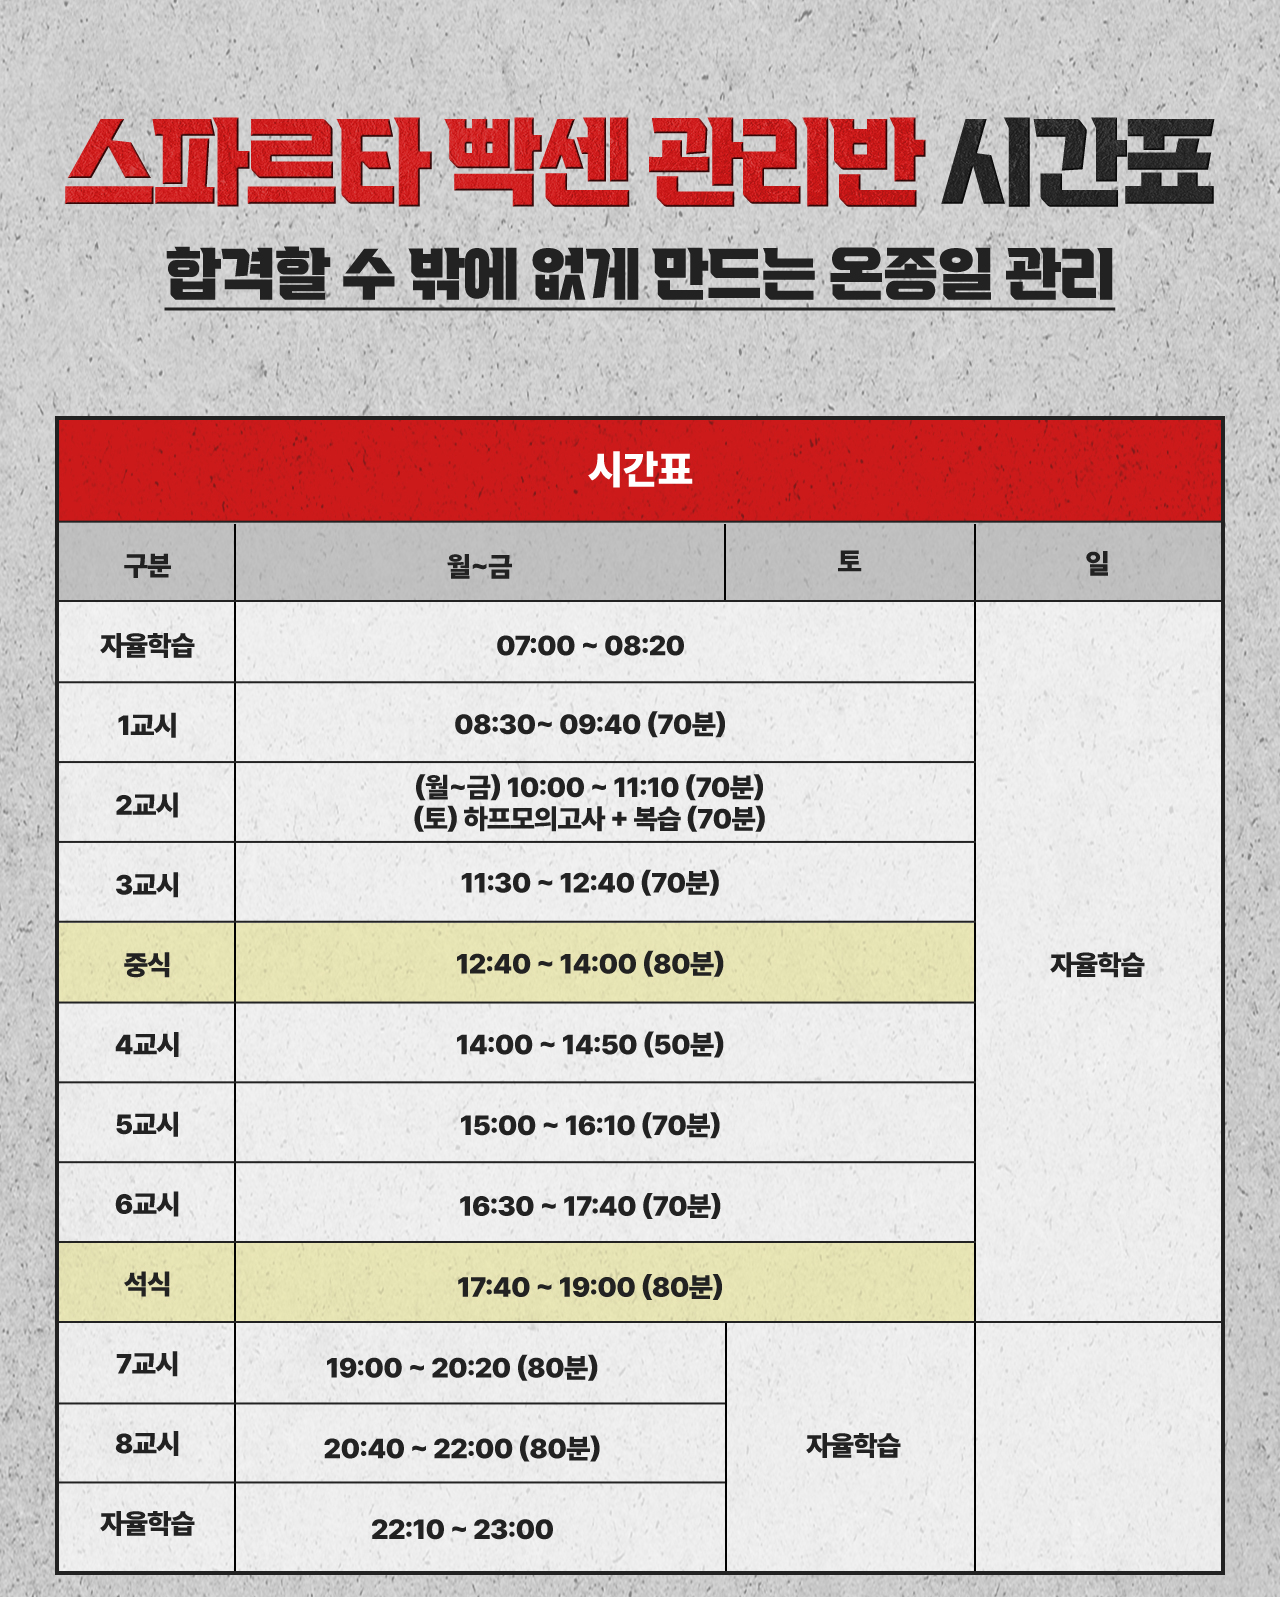 스파르타 빡센 관리반 시간표
합격할 수 밖에 없게 만드는 온종일 관리
시간표
구분 월~금 토 일
자율학습 07:00 ~ 08:20
1교시 08:30~ 09:40 (70분)
2교시 (월~금) 10:00 ~ 11:10 (70분)
(토) 하프모의고사 + 복습 (70분)
3교시 11:30 ~ 12:40 (70분)
중식 12:40 ~ 14:00 (80분) 자율학습
4교시 14:00 ~ 14:50 (50분)
5교시 15:00 ~ 16:10 (70분)
6교시 16:30 ~ 17:40 (70분)
석식 17:40 ~ 19:00 (80분)
7교시 19:00 ~ 20:20 (80분)
8교시 20:40 ~ 22:00 (80분) 자율학습
자율학습 22:10 ~ 23:00